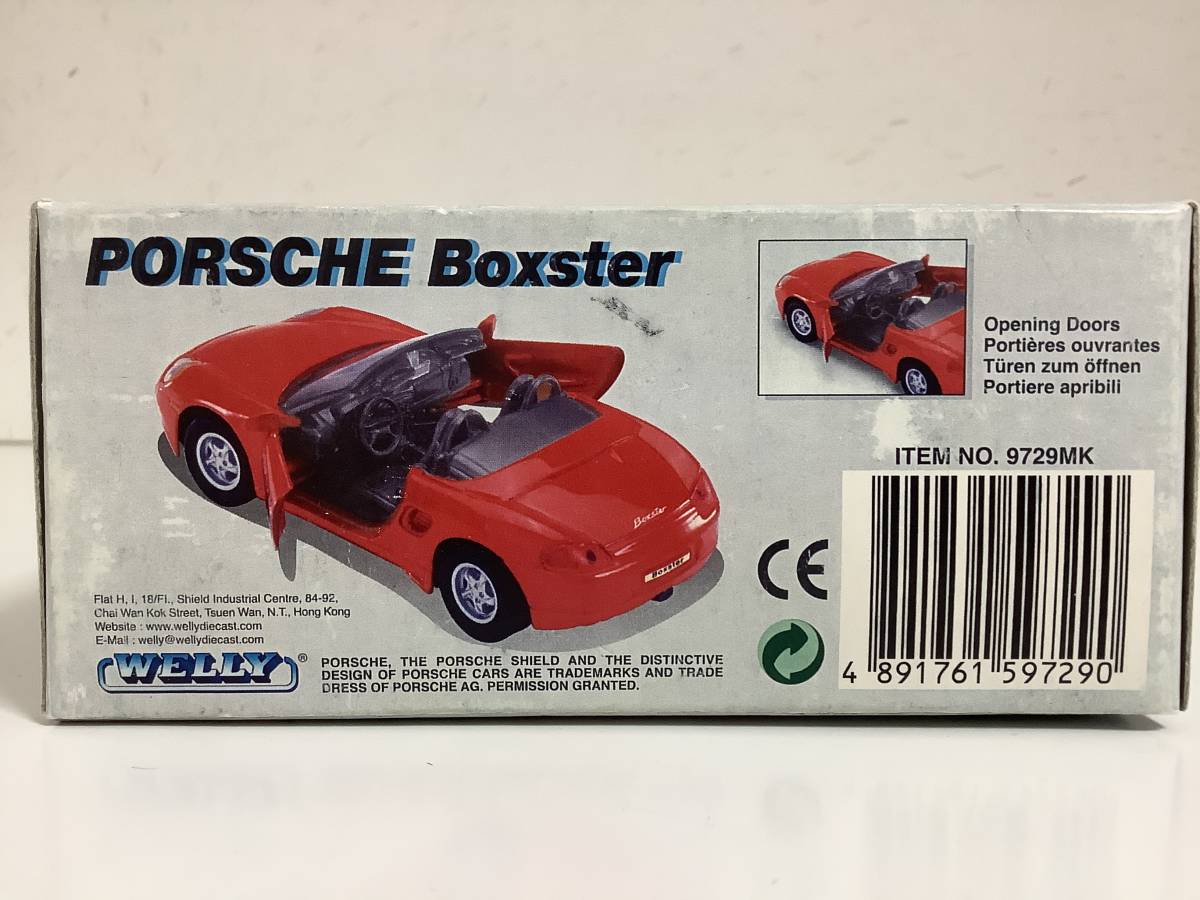 PORSCHE Boxster
Opening Doors
Portières ouvrantes
Türen zum öffnen
Portiere apribili
ITEM NO. 9729MK
Boxster
Boxster
CE
Flat H, I, 18/Fl., Shield Industrial Centre, 84-92,
Chai Wan Kok Street, Tsuen Wan, N.T., Hong Kong
Website : www.wellydiecast.com
E-Mail : welly@wellydiecast.com
WELLY®
PORSCHE, THE PORSCHE SHIELD AND THE DISTINCTIVE
DESIGN OF PORSCHE CARS ARE TRADEMARKS AND TRADE
DRESS OF PORSCHE AG. PERMISSION GRANTED.
4 891761 597290